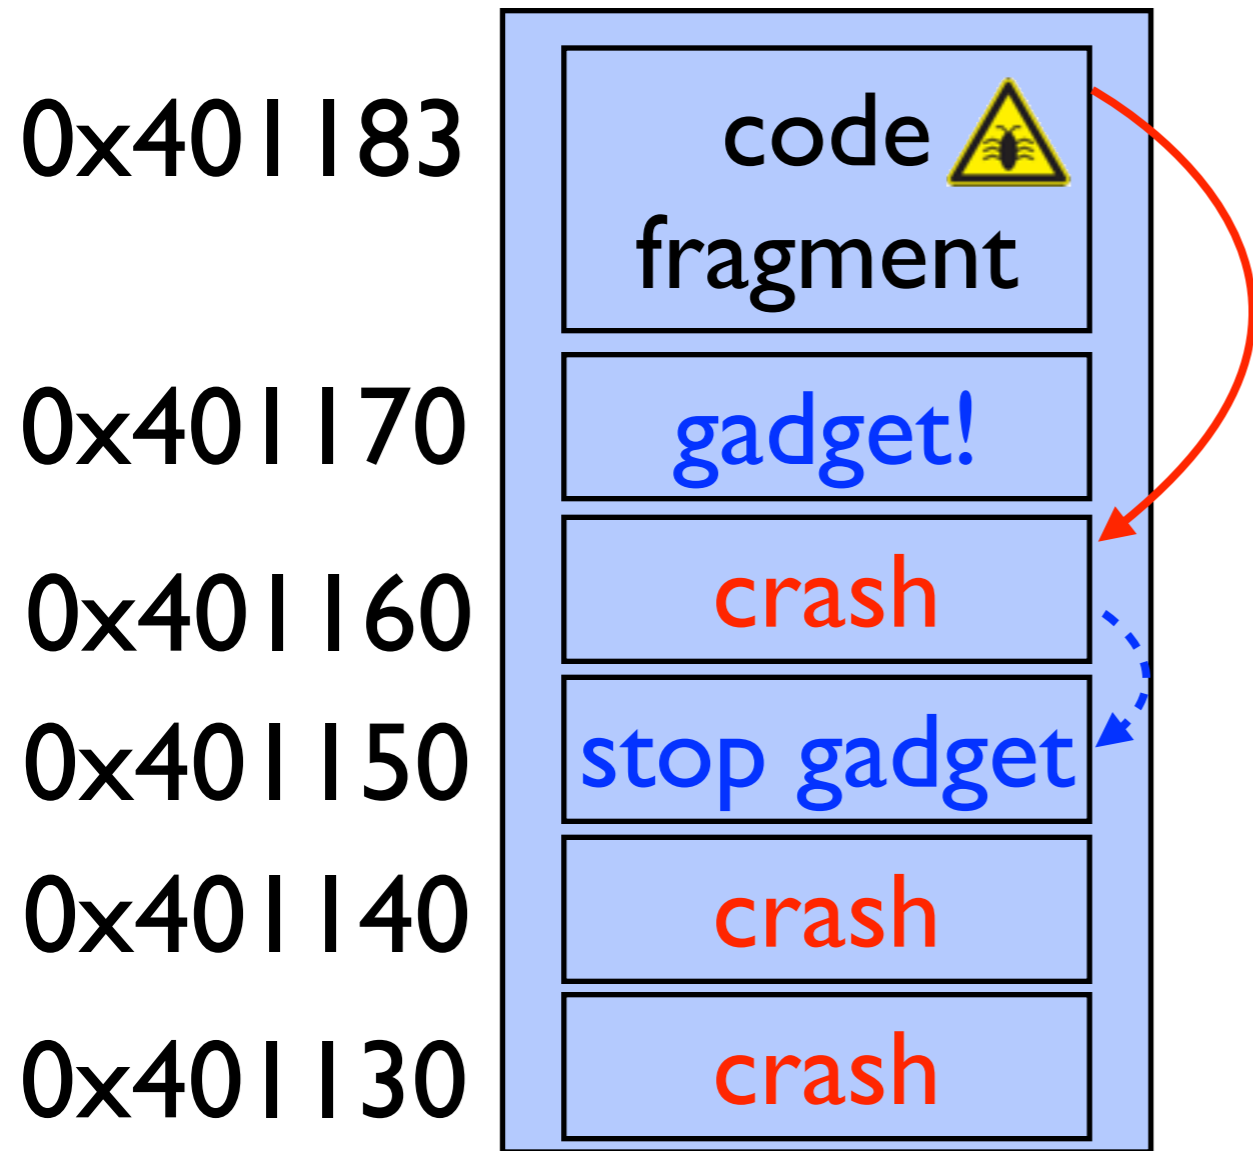 0x401183 code
fragment
0x401170 gadget!
0x401160 crash
0x401150 stop gadget
0x401140 crash
0x401130 crash